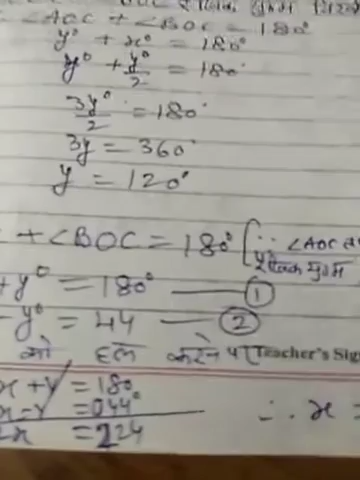 ∠AOC + ∠BOC = 180°
y° + x° = 180°
y° + y°/2 = 180°
3y°/2 = 180°
3y = 360°
y = 120°
+ ∠BOC = 180° [∵ ∠AOC
+ y° = 180° — ①
- y° = 44 — ②
को हल करने पर Teacher's Sig
x + y = 180
x - y = 044°
2x = 224
∴ x =